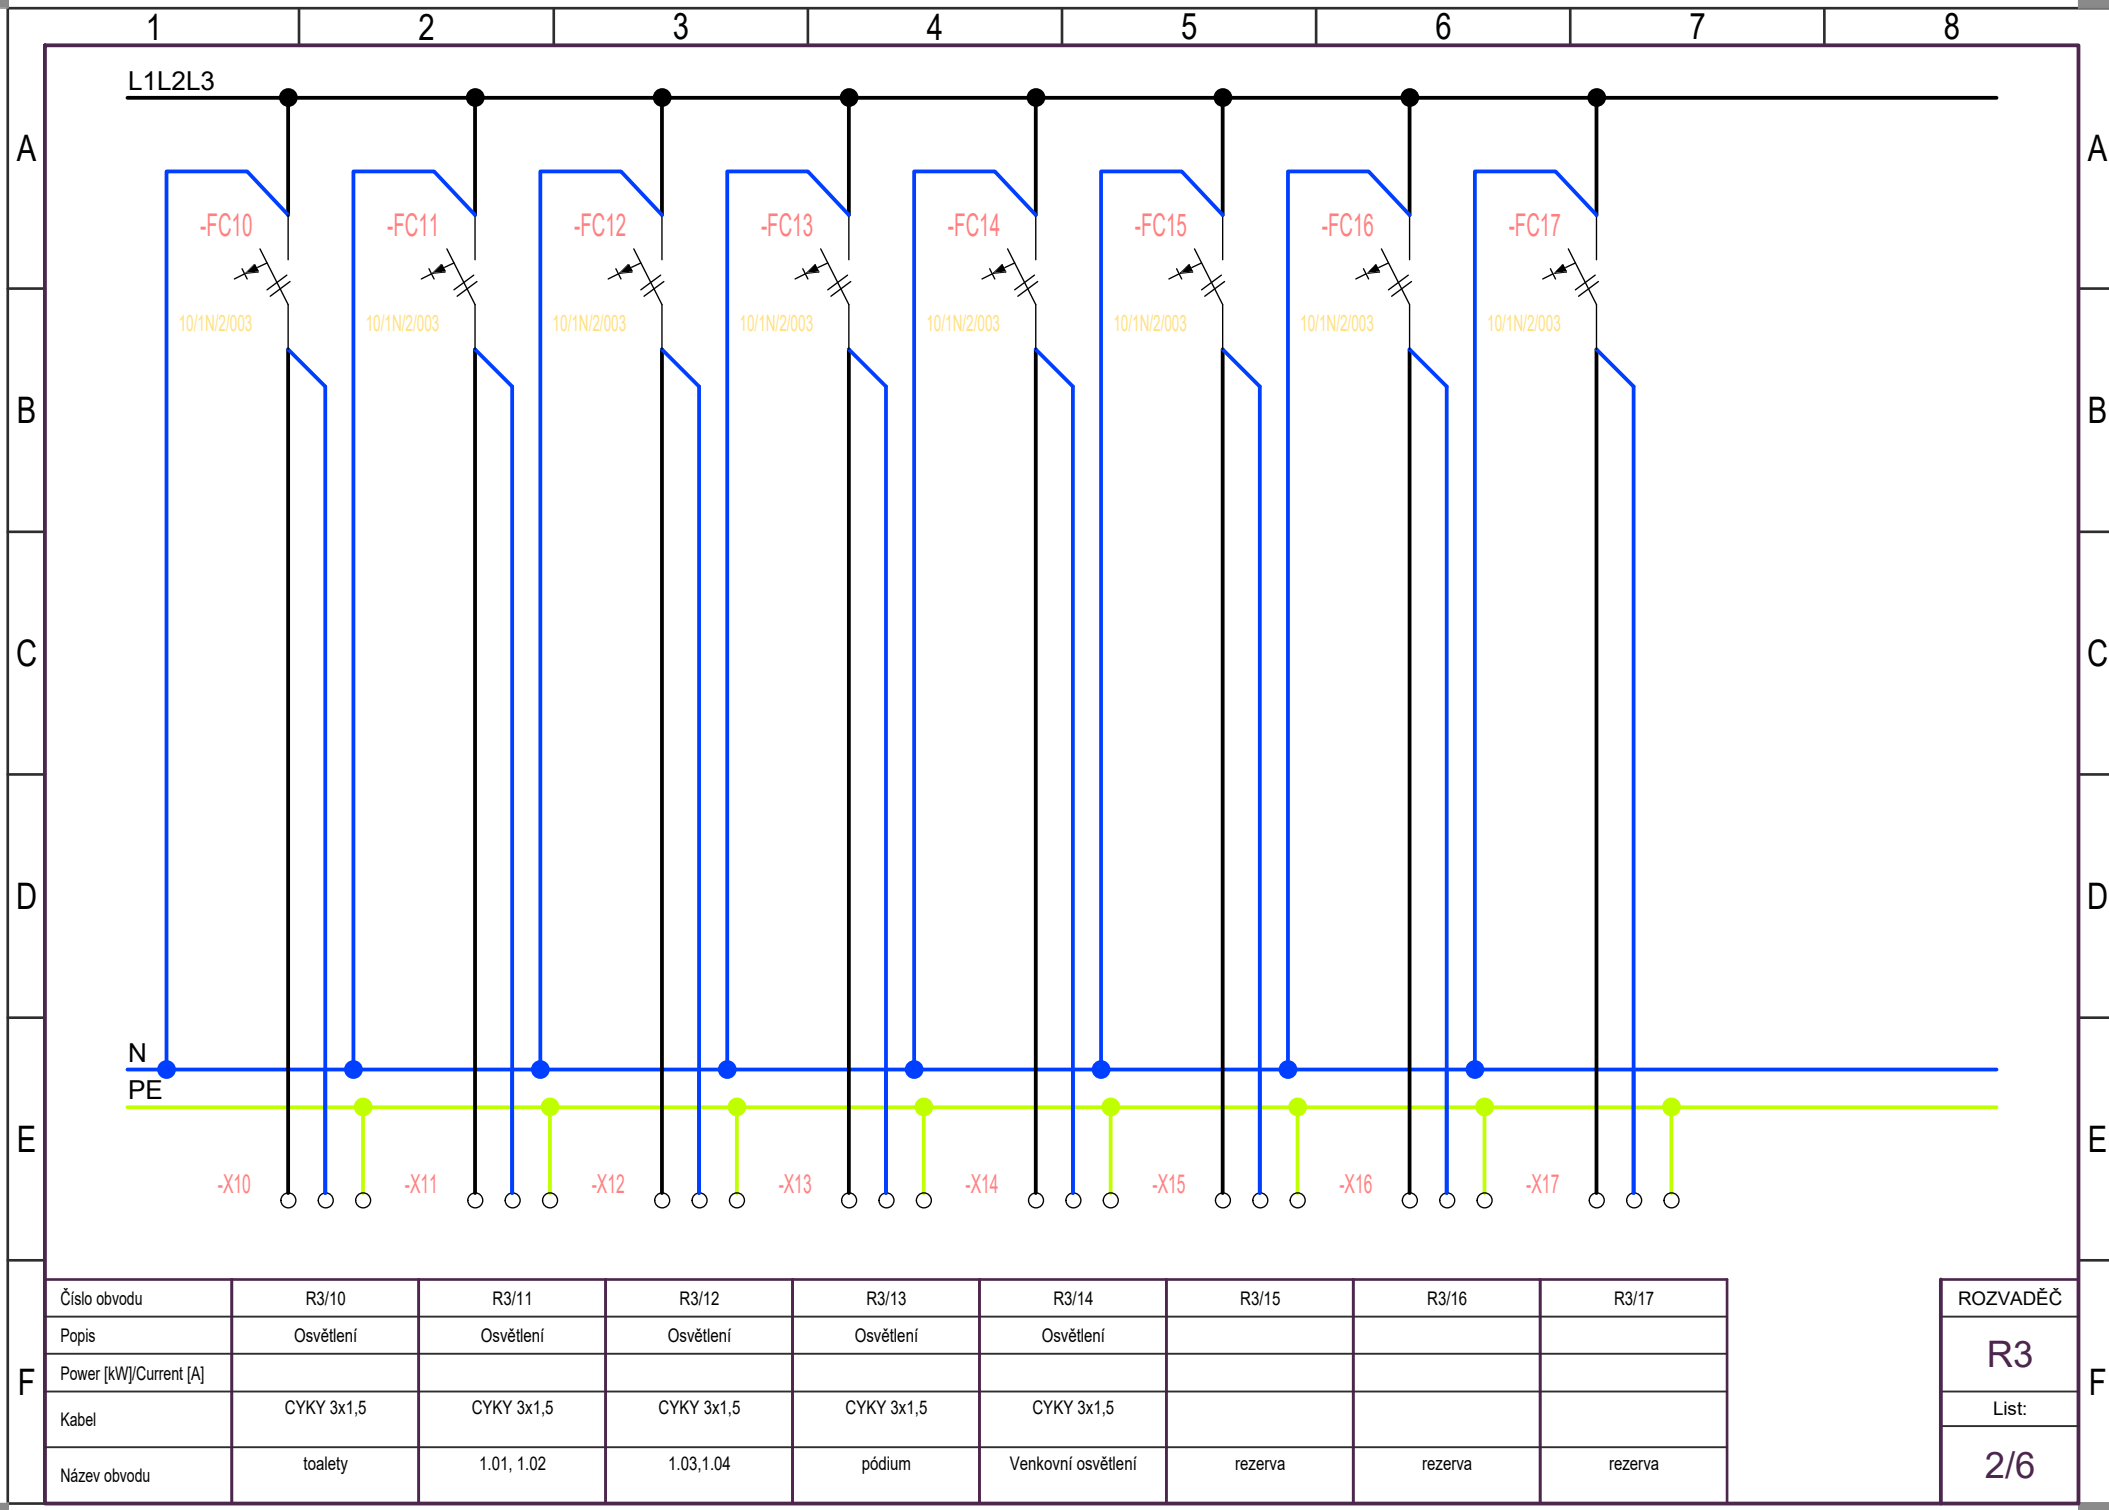 1 2 3 4 5 6 7 8
L1L2L3
A A
-FC10 -FC11 -FC12 -FC13 -FC14 -FC15 -FC16 -FC17
10/1N/2/003 10/1N/2/003 10/1N/2/003 10/1N/2/003 10/1N/2/003 10/1N/2/003 10/1N/2/003 10/1N/2/003
B B
C C
D D
N
PE
E E
-X10 -X11 -X12 -X13 -X14 -X15 -X16 -X17
Číslo obvodu R3/10 R3/11 R3/12 R3/13 R3/14 R3/15 R3/16 R3/17
Popis Osvětlení Osvětlení Osvětlení Osvětlení Osvětlení
Power [kW]/Current [A]
Kabel CYKY 3x1,5 CYKY 3x1,5 CYKY 3x1,5 CYKY 3x1,5 CYKY 3x1,5
Název obvodu toalety 1.01, 1.02 1.03,1.04 pódium Venkovní osvětlení rezerva rezerva rezerva
F F
ROZVADĚČ
R3
List:
2/6